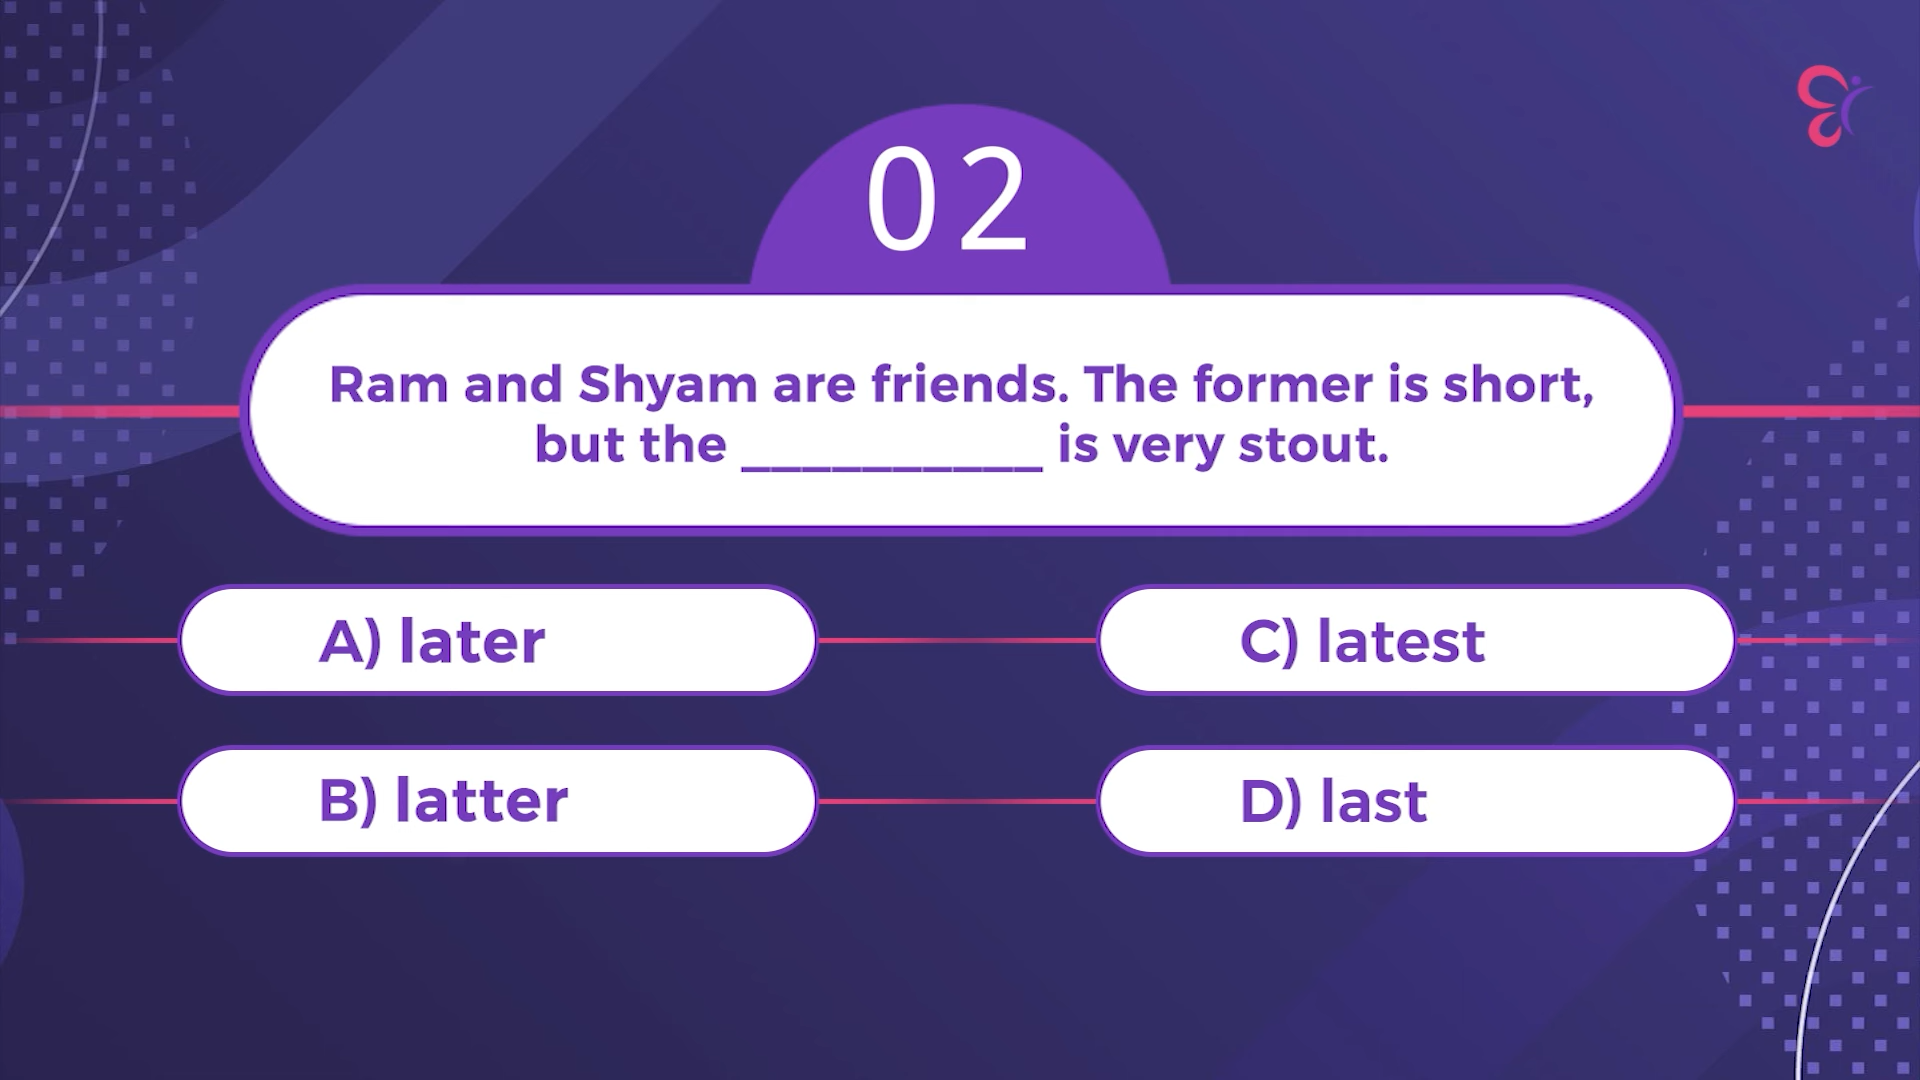 02
Ram and Shyam are friends. The former is short,
but the __________ is very stout.
A) later
C) latest
B) latter
D) last